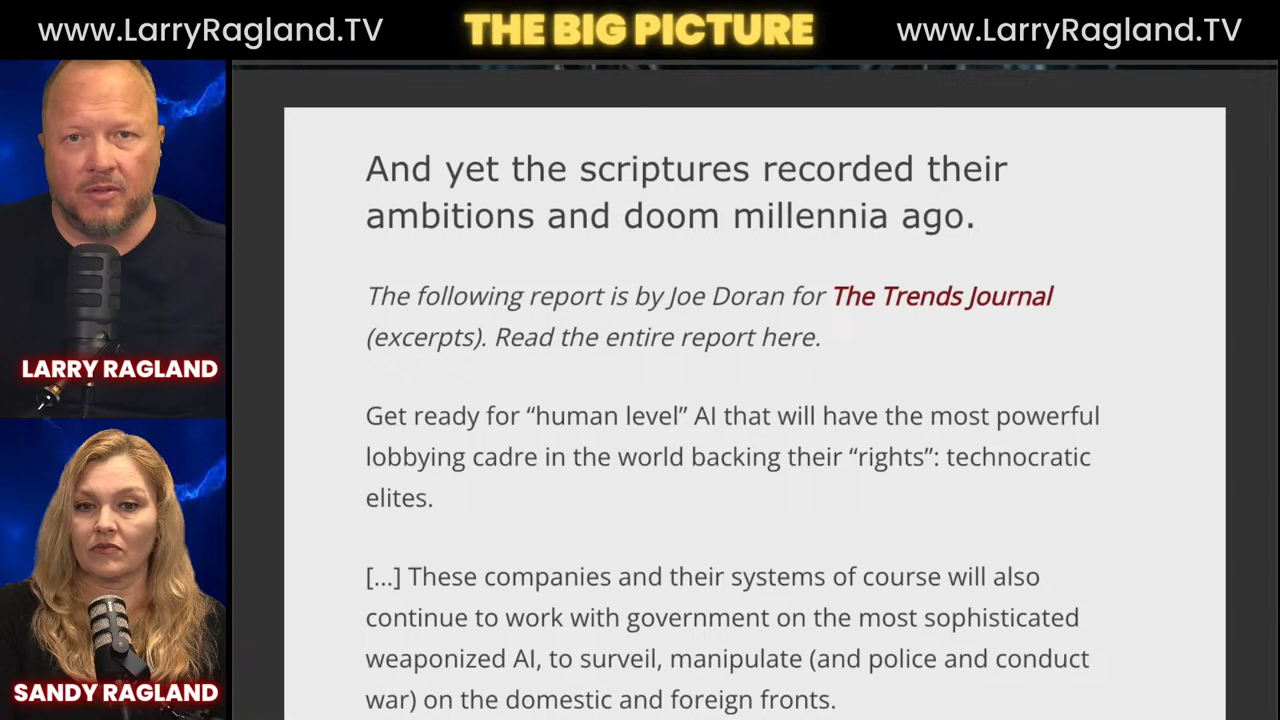 www.LarryRagland.TV
THE BIG PICTURE
www.LarryRagland.TV
LARRY RAGLAND
SANDY RAGLAND
And yet the scriptures recorded their
ambitions and doom millennia ago.
The following report is by Joe Doran for The Trends Journal
(excerpts). Read the entire report here.
Get ready for “human level” AI that will have the most powerful
lobbying cadre in the world backing their “rights”: technocratic
elites.
[...] These companies and their systems of course will also
continue to work with government on the most sophisticated
weaponized AI, to surveil, manipulate (and police and conduct
war) on the domestic and foreign fronts.